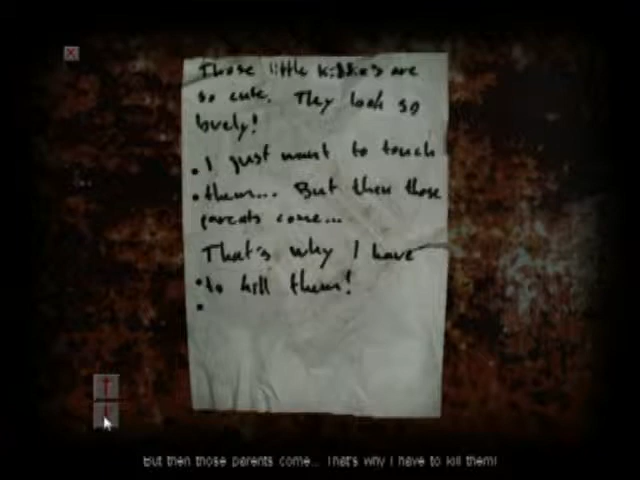 Those little kiddies are
so cute. They look so
lovely!
I just want to touch
them... But then those
parents come...
That's why I have
to kill them!
But then those parents come... That's why I have to kill them!